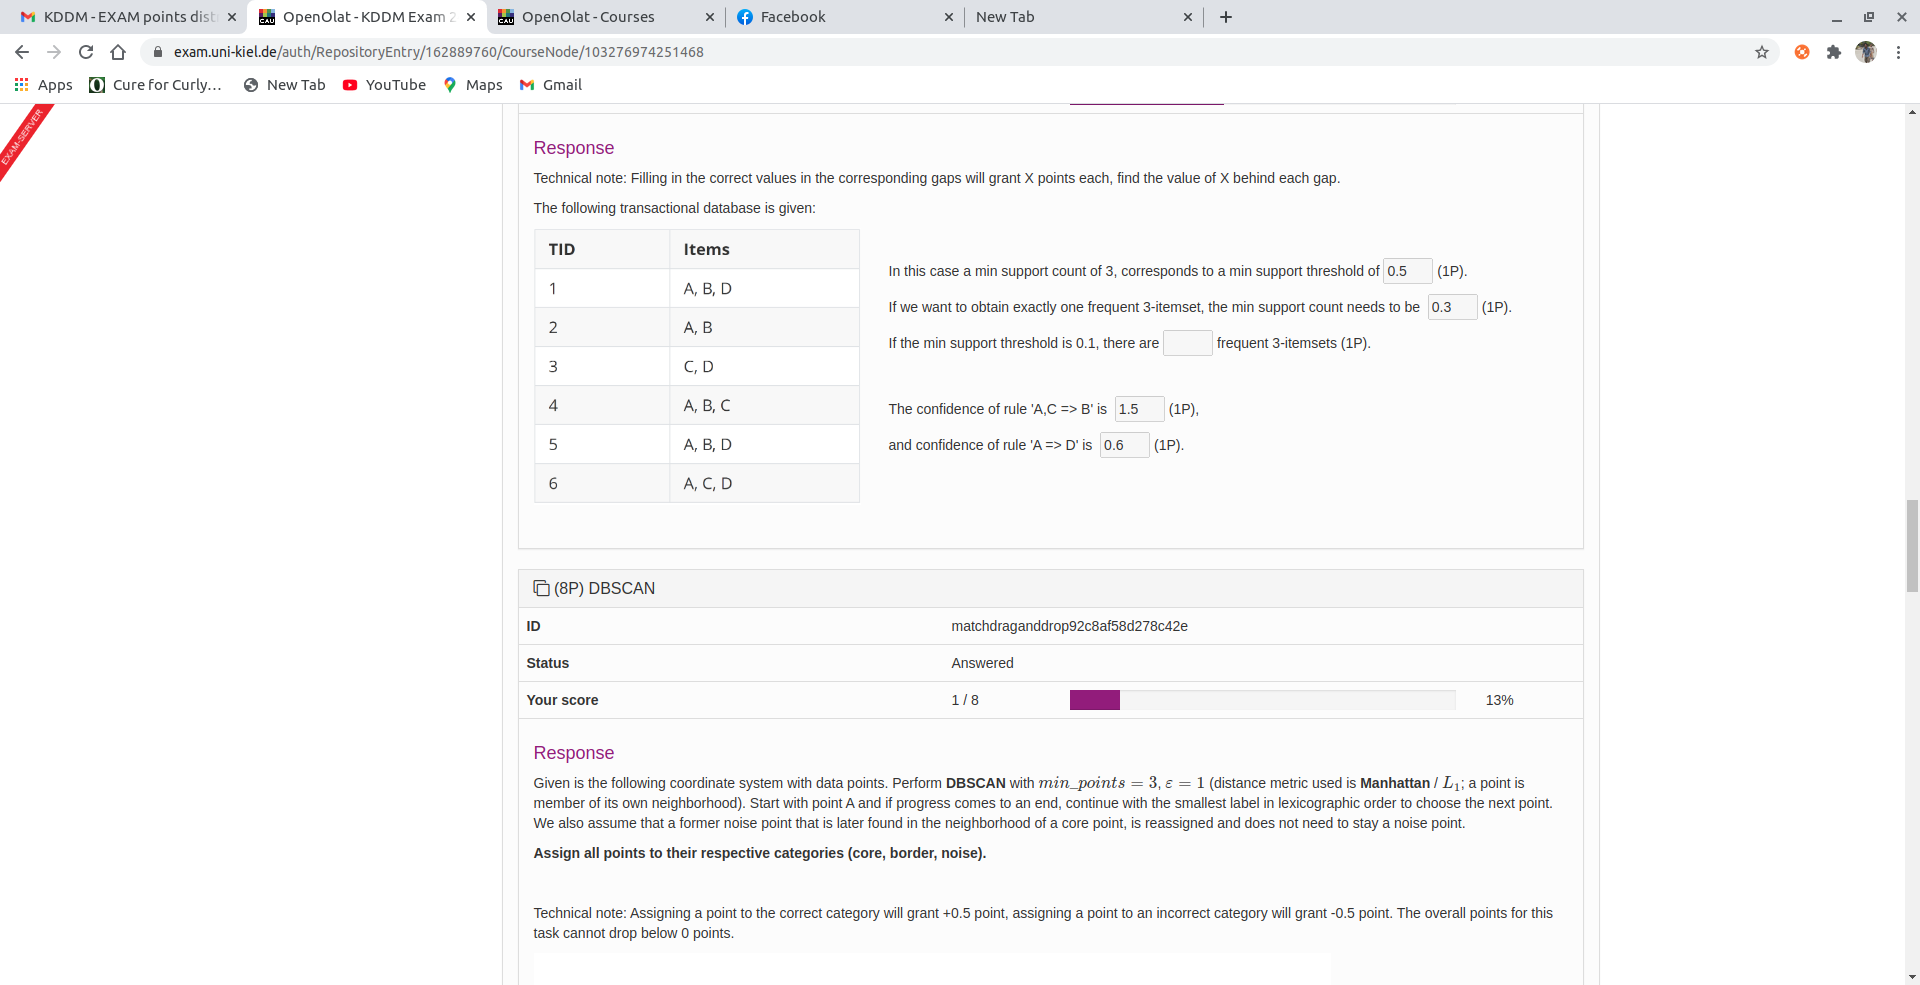 KDDM - EXAM points dist
OpenOlat - KDDM Exam 2
OpenOlat - Courses
Facebook
New Tab
exam.uni-kiel.de/auth/RepositoryEntry/162889760/CourseNode/103276974251468
Apps
Cure for Curly…
New Tab
YouTube
Maps
Gmail
EXAM-SERVER
Response
Technical note: Filling in the correct values in the corresponding gaps will grant X points each, find the value of X behind each gap.
The following transactional database is given:
TID Items
1 A, B, D
2 A, B
3 C, D
4 A, B, C
5 A, B, D
6 A, C, D
In this case a min support count of 3, corresponds to a min support threshold of 0.5 (1P).
If we want to obtain exactly one frequent 3-itemset, the min support count needs to be 0.3 (1P).
If the min support threshold is 0.1, there are frequent 3-itemsets (1P).
The confidence of rule 'A,C => B' is 1.5 (1P),
and confidence of rule 'A => D' is 0.6 (1P).
(8P) DBSCAN
ID matchdraganddrop92c8af58d278c42e
Status Answered
Your score 1 / 8 13%
Response
Given is the following coordinate system with data points. Perform DBSCAN with min_points = 3, ε = 1 (distance metric used is Manhattan / L₁; a point is
member of its own neighborhood). Start with point A and if progress comes to an end, continue with the smallest label in lexicographic order to choose the next point.
We also assume that a former noise point that is later found in the neighborhood of a core point, is reassigned and does not need to stay a noise point.
Assign all points to their respective categories (core, border, noise).
Technical note: Assigning a point to the correct category will grant +0.5 point, assigning a point to an incorrect category will grant -0.5 point. The overall points for this
task cannot drop below 0 points.